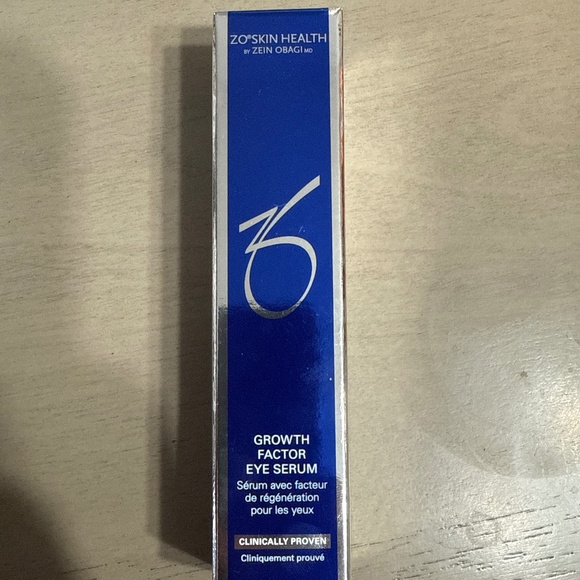 ZO® SKIN HEALTH
BY ZEIN OBAGI MD
GROWTH
FACTOR
EYE SERUM
Sérum avec facteur
de régénération
pour les yeux
CLINICALLY PROVEN
Cliniquement prouvé